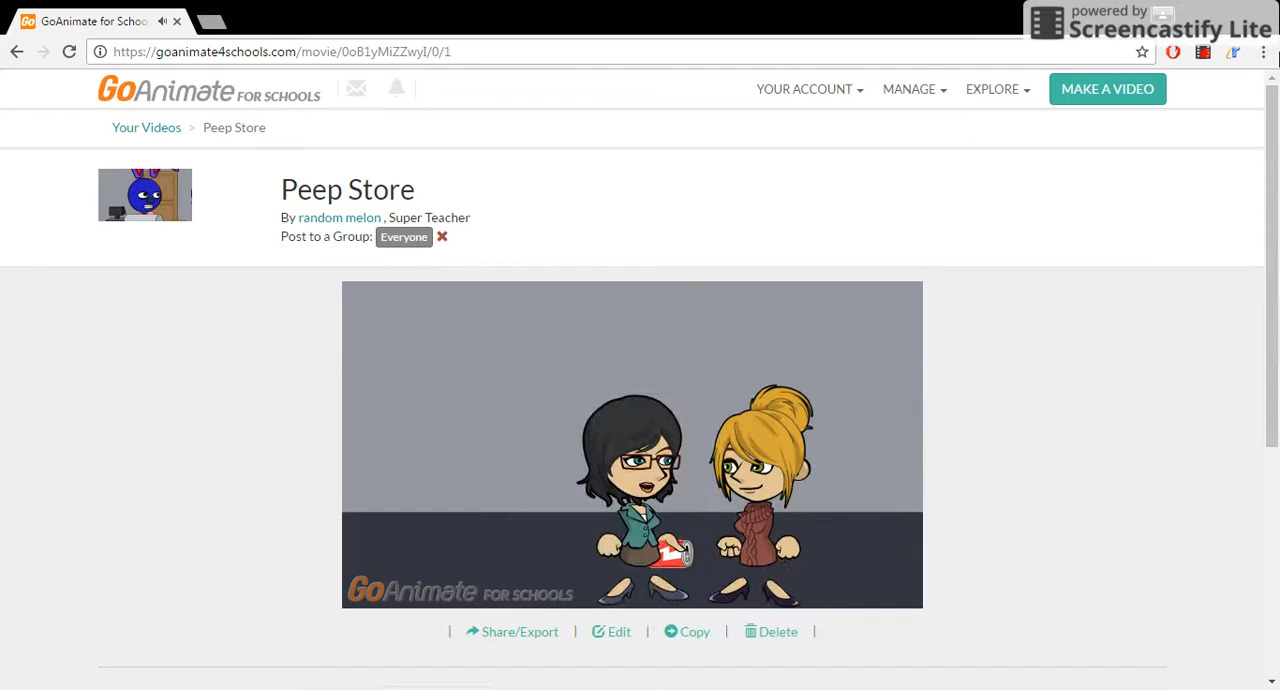 GoAnimate for Schoo
powered by
Screencastify Lite
https://goanimate4schools.com/movie/0oB1yMiZZwyI/0/1
GoAnimate FOR SCHOOLS
YOUR ACCOUNT
MANAGE
EXPLORE
MAKE A VIDEO
Your Videos > Peep Store
Peep Store
By random melon , Super Teacher
Post to a Group: Everyone
GoAnimate FOR SCHOOLS
| Share/Export | Edit | Copy | Delete |